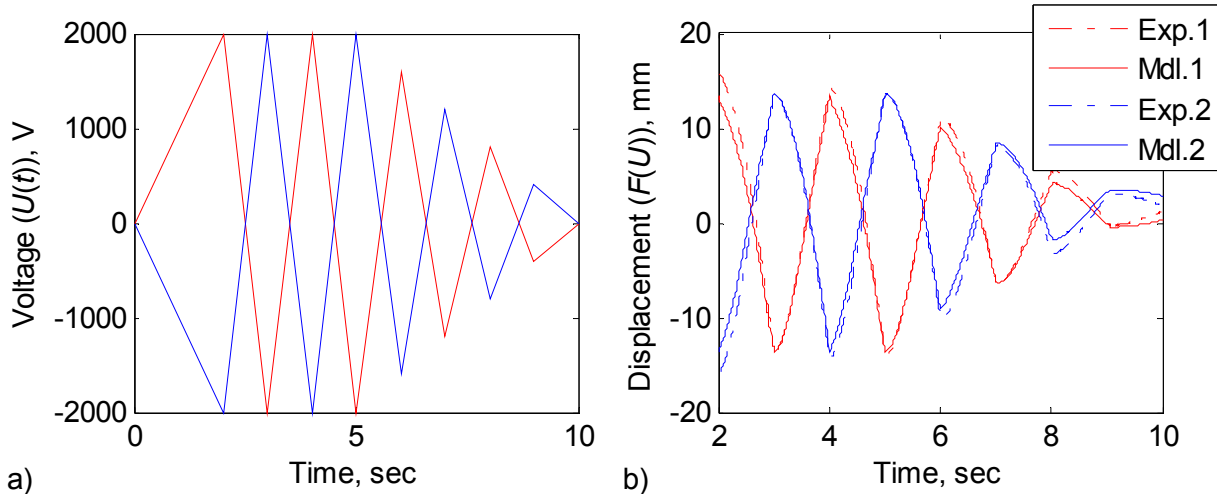 2000
1000
0
-1000
-2000
Voltage (U(t)), V
0 5 10
Time, sec
a)
20
10
0
-10
-20
Displacement (F(U)), mm
2 4 6 8 10
Time, sec
b)
Exp.1
Mdl.1
Exp.2
Mdl.2